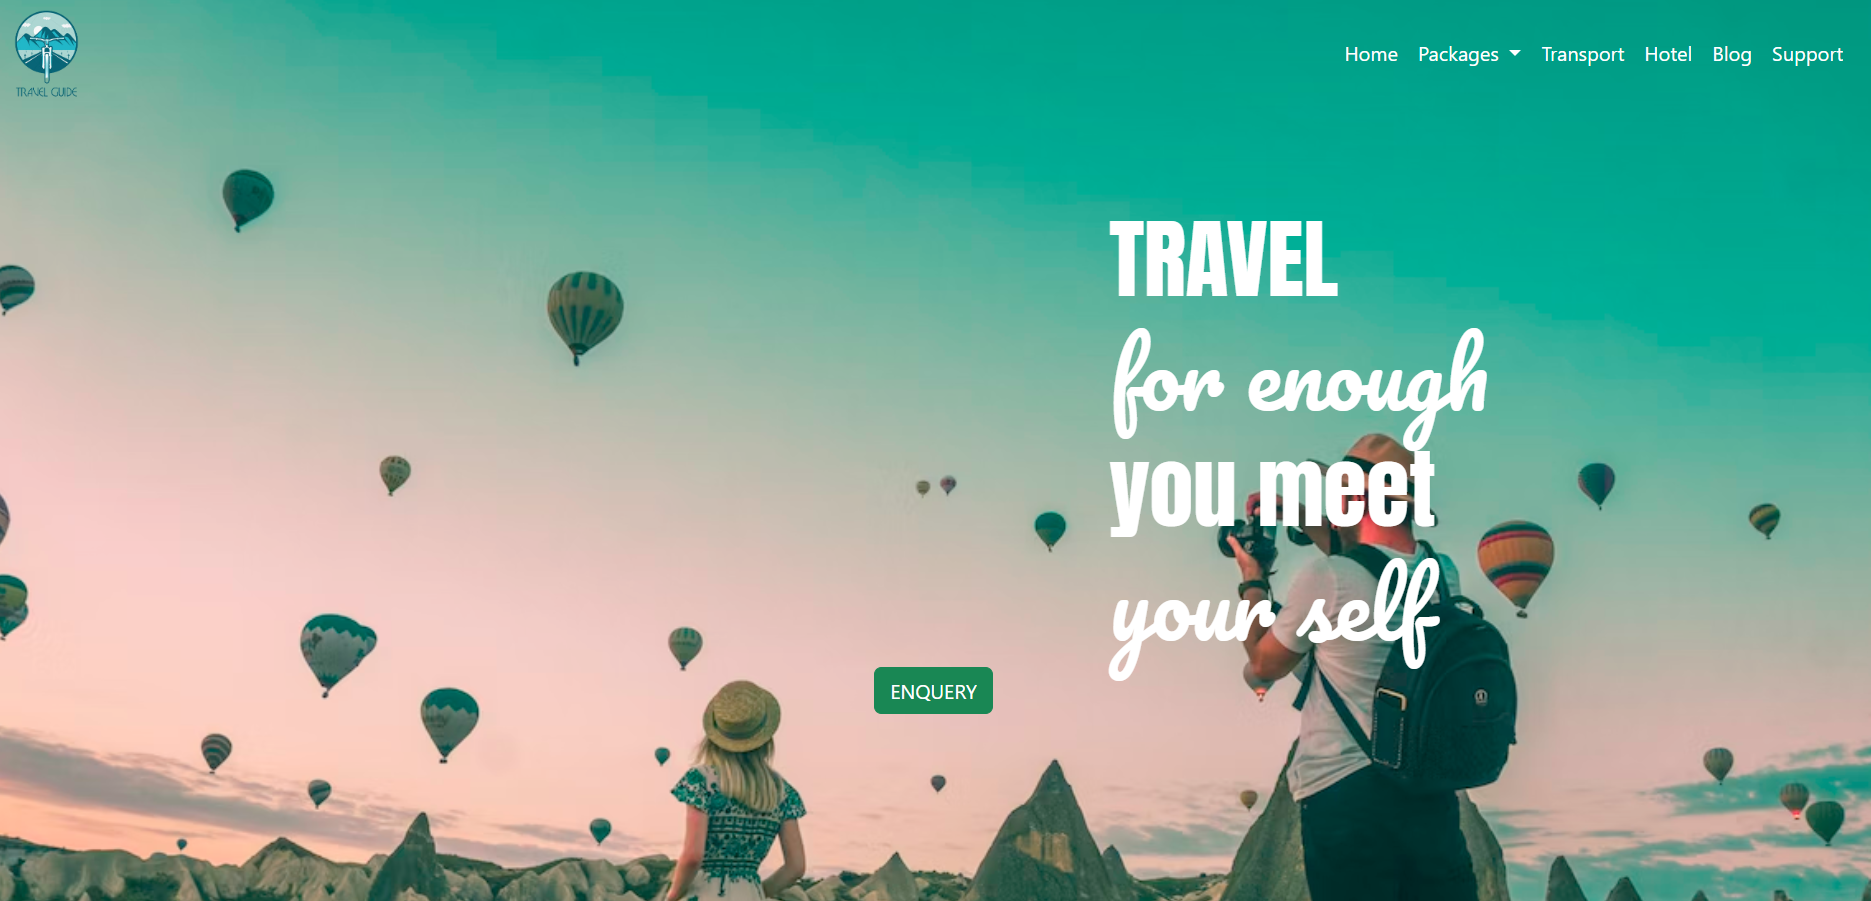 TRAVEL GUIDE
Home Packages Transport Hotel Blog Support
TRAVEL
for enough
you meet
your self
ENQUERY